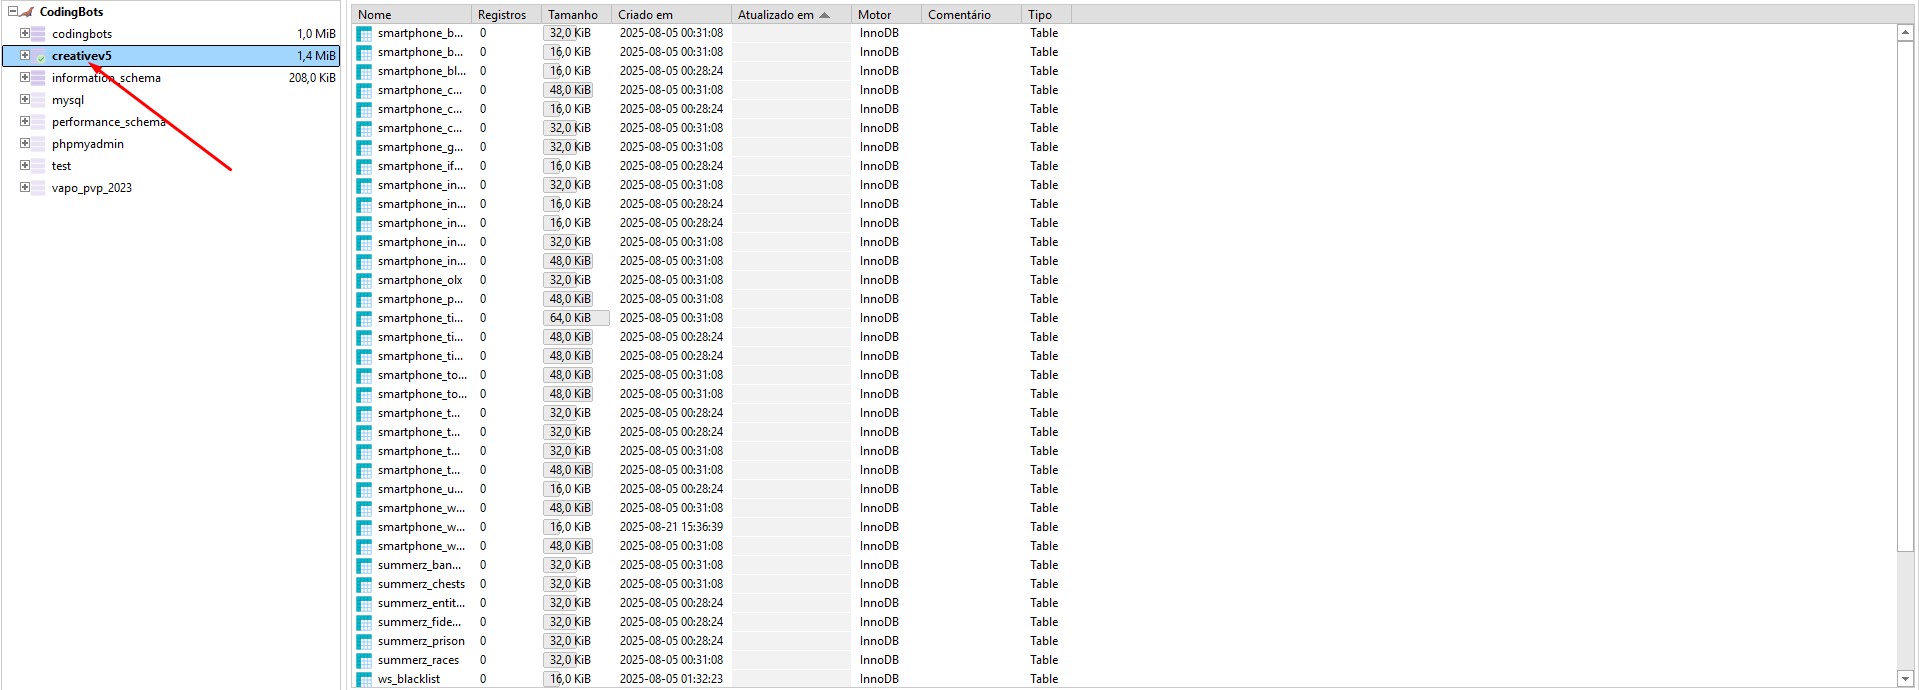 CodingBots
codingbots 1,0 MiB
creativev5 1,4 MiB
information_schema 208,0 KiB
mysql
performance_schema
phpmyadmin
test
vapo_pvp_2023
Nome Registros Tamanho Criado em Atualizado em Motor Comentário Tipo
smartphone_b... 0 32,0 KiB 2025-08-05 00:31:08 InnoDB Table
smartphone_b... 0 16,0 KiB 2025-08-05 00:31:08 InnoDB Table
smartphone_bl... 0 16,0 KiB 2025-08-05 00:28:24 InnoDB Table
smartphone_c... 0 48,0 KiB 2025-08-05 00:31:08 InnoDB Table
smartphone_c... 0 16,0 KiB 2025-08-05 00:28:24 InnoDB Table
smartphone_c... 0 32,0 KiB 2025-08-05 00:31:08 InnoDB Table
smartphone_g... 0 32,0 KiB 2025-08-05 00:31:08 InnoDB Table
smartphone_if... 0 16,0 KiB 2025-08-05 00:28:24 InnoDB Table
smartphone_in... 0 32,0 KiB 2025-08-05 00:31:08 InnoDB Table
smartphone_in... 0 16,0 KiB 2025-08-05 00:28:24 InnoDB Table
smartphone_in... 0 16,0 KiB 2025-08-05 00:28:24 InnoDB Table
smartphone_in... 0 32,0 KiB 2025-08-05 00:31:08 InnoDB Table
smartphone_in... 0 48,0 KiB 2025-08-05 00:31:08 InnoDB Table
smartphone_olx 0 32,0 KiB 2025-08-05 00:31:08 InnoDB Table
smartphone_p... 0 48,0 KiB 2025-08-05 00:31:08 InnoDB Table
smartphone_ti... 0 64,0 KiB 2025-08-05 00:31:08 InnoDB Table
smartphone_ti... 0 48,0 KiB 2025-08-05 00:28:24 InnoDB Table
smartphone_ti... 0 48,0 KiB 2025-08-05 00:28:24 InnoDB Table
smartphone_to... 0 48,0 KiB 2025-08-05 00:31:08 InnoDB Table
smartphone_to... 0 48,0 KiB 2025-08-05 00:31:08 InnoDB Table
smartphone_t... 0 32,0 KiB 2025-08-05 00:28:24 InnoDB Table
smartphone_t... 0 32,0 KiB 2025-08-05 00:28:24 InnoDB Table
smartphone_t... 0 32,0 KiB 2025-08-05 00:31:08 InnoDB Table
smartphone_t... 0 48,0 KiB 2025-08-05 00:31:08 InnoDB Table
smartphone_u... 0 16,0 KiB 2025-08-05 00:28:24 InnoDB Table
smartphone_w... 0 48,0 KiB 2025-08-05 00:31:08 InnoDB Table
smartphone_w... 0 16,0 KiB 2025-08-21 15:36:39 InnoDB Table
smartphone_w... 0 48,0 KiB 2025-08-05 00:31:08 InnoDB Table
summerz_ban... 0 32,0 KiB 2025-08-05 00:31:08 InnoDB Table
summerz_chests 0 32,0 KiB 2025-08-05 00:31:08 InnoDB Table
summerz_entit... 0 32,0 KiB 2025-08-05 00:28:24 InnoDB Table
summerz_fide... 0 32,0 KiB 2025-08-05 00:28:24 InnoDB Table
summerz_prison 0 32,0 KiB 2025-08-05 00:28:24 InnoDB Table
summerz_races 0 32,0 KiB 2025-08-05 00:31:08 InnoDB Table
ws_blacklist 0 16,0 KiB 2025-08-05 01:32:23 InnoDB Table